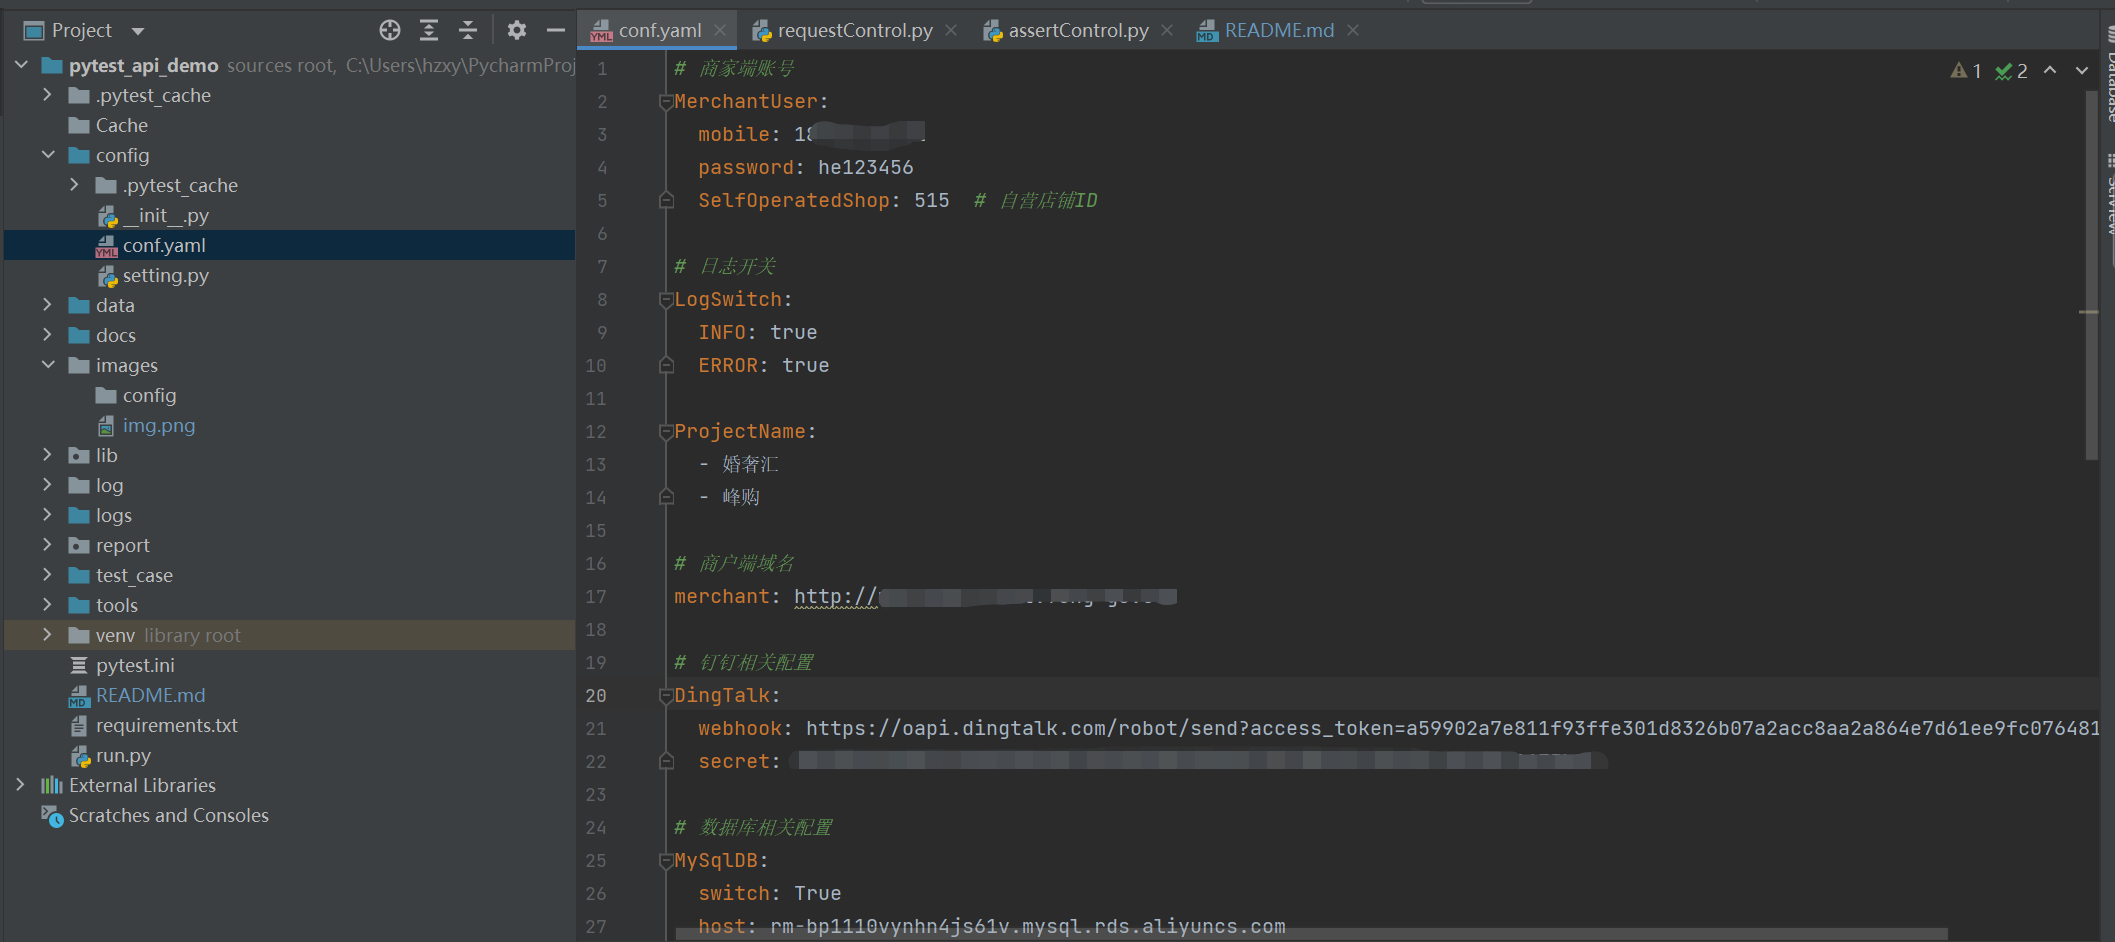 Project
pytest_api_demo sources root, C:\Users\hzxy\PycharmProj
.pytest_cache
Cache
config
.pytest_cache
__init__.py
conf.yaml
setting.py
data
docs
images
config
img.png
lib
log
logs
report
test_case
tools
venv library root
pytest.ini
README.md
requirements.txt
run.py
External Libraries
Scratches and Consoles
conf.yaml requestControl.py assertControl.py README.md
1 2
1 # 商家端账号
2 MerchantUser:
3 mobile: 18
4 password: he123456
5 SelfOperatedShop: 515 # 自营店铺ID
6
7 # 日志开关
8 LogSwitch:
9 INFO: true
10 ERROR: true
11
12 ProjectName:
13 - 婚奢汇
14 - 峰购
15
16 # 商户端域名
17 merchant: http://
18
19 # 钉钉相关配置
20 DingTalk:
21 webhook: https://oapi.dingtalk.com/robot/send?access_token=a59902a7e811f93ffe301d8326b07a2acc8aa2a864e7d61ee9fc076481
22 secret:
23
24 # 数据库相关配置
25 MySqlDB:
26 switch: True
27 host: rm-bp1110vynhn4js61v.mysql.rds.aliyuncs.com
Database
SciView